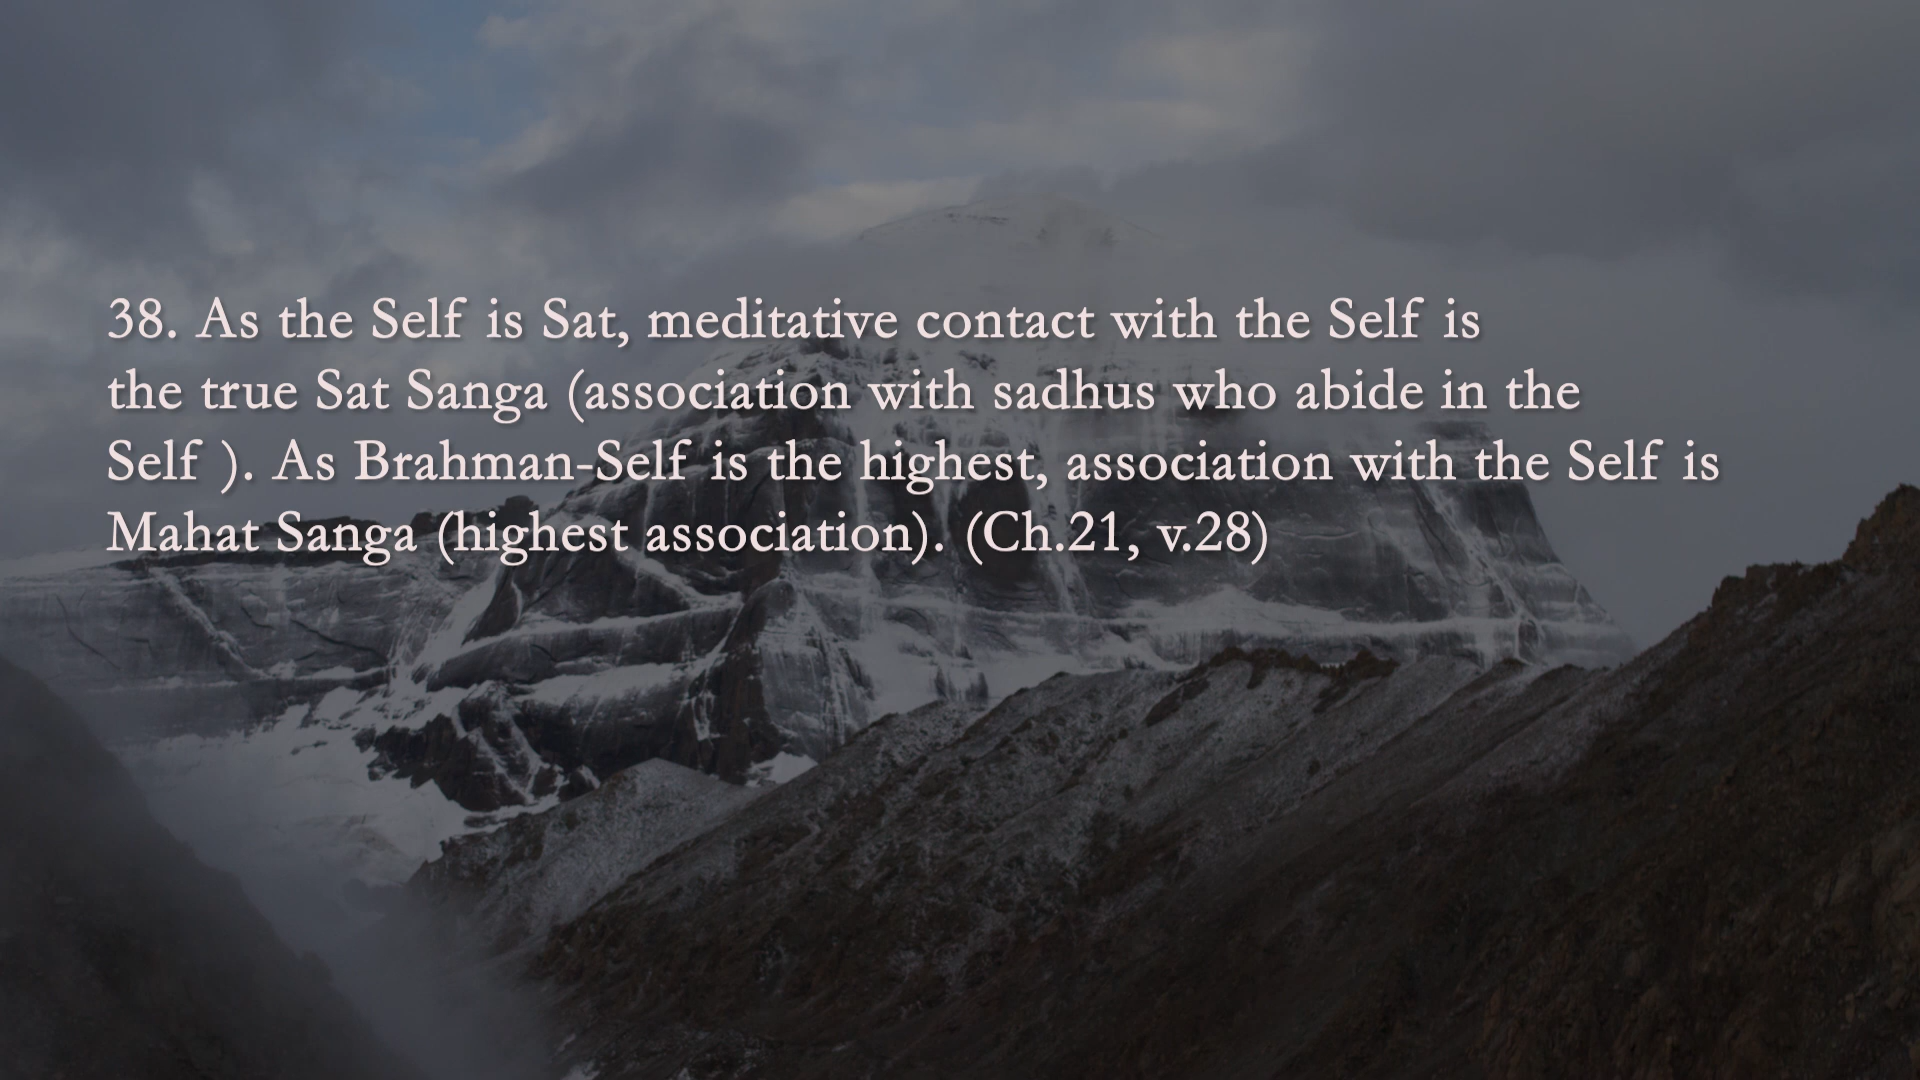 38. As the Self is Sat, meditative contact with the Self is
the true Sat Sanga (association with sadhus who abide in the
Self ). As Brahman-Self is the highest, association with the Self is
Mahat Sanga (highest association). (Ch.21, v.28)